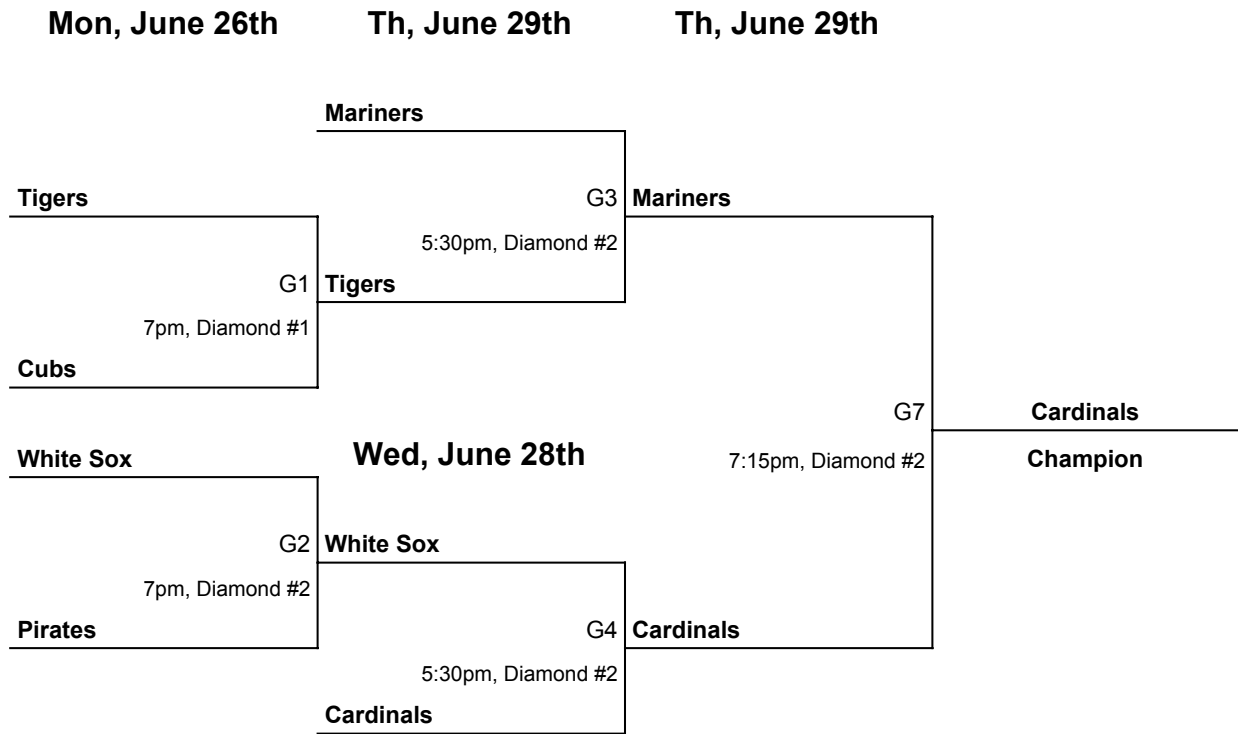 Mon, June 26th Th, June 29th Th, June 29th
Mariners
Tigers G3 Mariners
5:30pm, Diamond #2
G1 Tigers
7pm, Diamond #1
Cubs
G7 Cardinals
White Sox Wed, June 28th 7:15pm, Diamond #2 Champion
G2 White Sox
7pm, Diamond #2
Pirates G4 Cardinals
5:30pm, Diamond #2
Cardinals